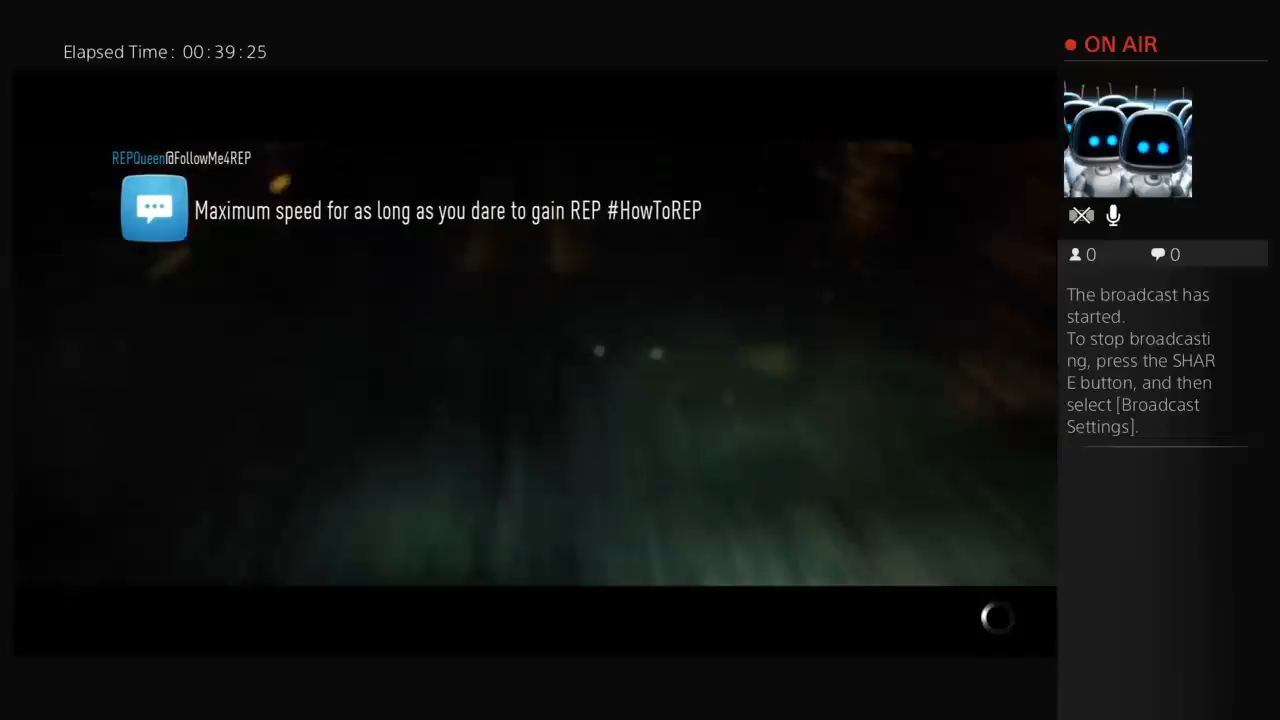 Elapsed Time: 00:39:25
ON AIR
REPQueen@FollowMe4REP
Maximum speed for as long as you dare to gain REP #HowToREP
0 0
The broadcast has
started.
To stop broadcasti
ng, press the SHAR
E button, and then
select [Broadcast
Settings].